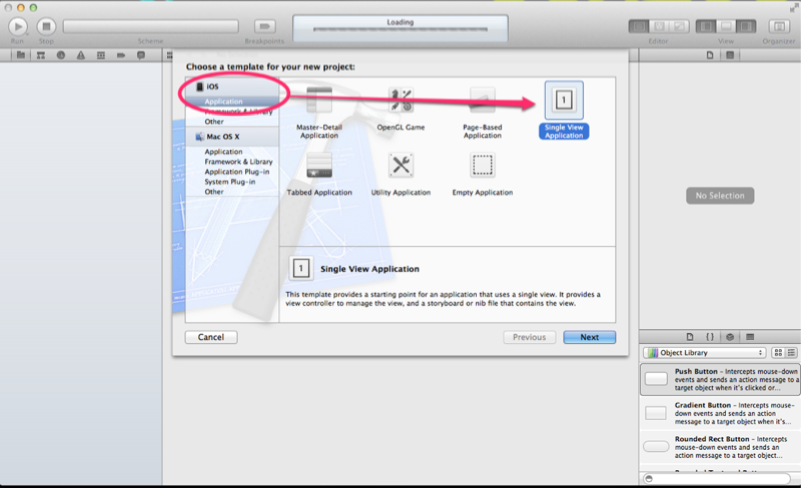 Loading
Run
Stop
Scheme
Breakpoints
Editor
View
Organizer
Choose a template for your new project:
iOS
Application
Framework & Library
Other
Mac OS X
Application
Framework & Library
Application Plug-in
System Plug-in
Other
Master-Detail
Application
OpenGL Game
Page-Based
Application
1
Single View
Application
Tabbed Application
Utility Application
Empty Application
1
Single View Application
This template provides a starting point for an application that uses a single view. It provides a
view controller to manage the view, and a storyboard or nib file that contains the view.
Cancel
Previous
Next
No Selection
{ }
Object Library
Push Button - Intercepts mouse-down
events and sends an action message to a
target object when it's clicked or...
Gradient Button - Intercepts mouse-
down events and sends an action
message to a target object when it's...
Rounded Rect Button - Intercepts
mouse-down events and sends an
action message to a target object...